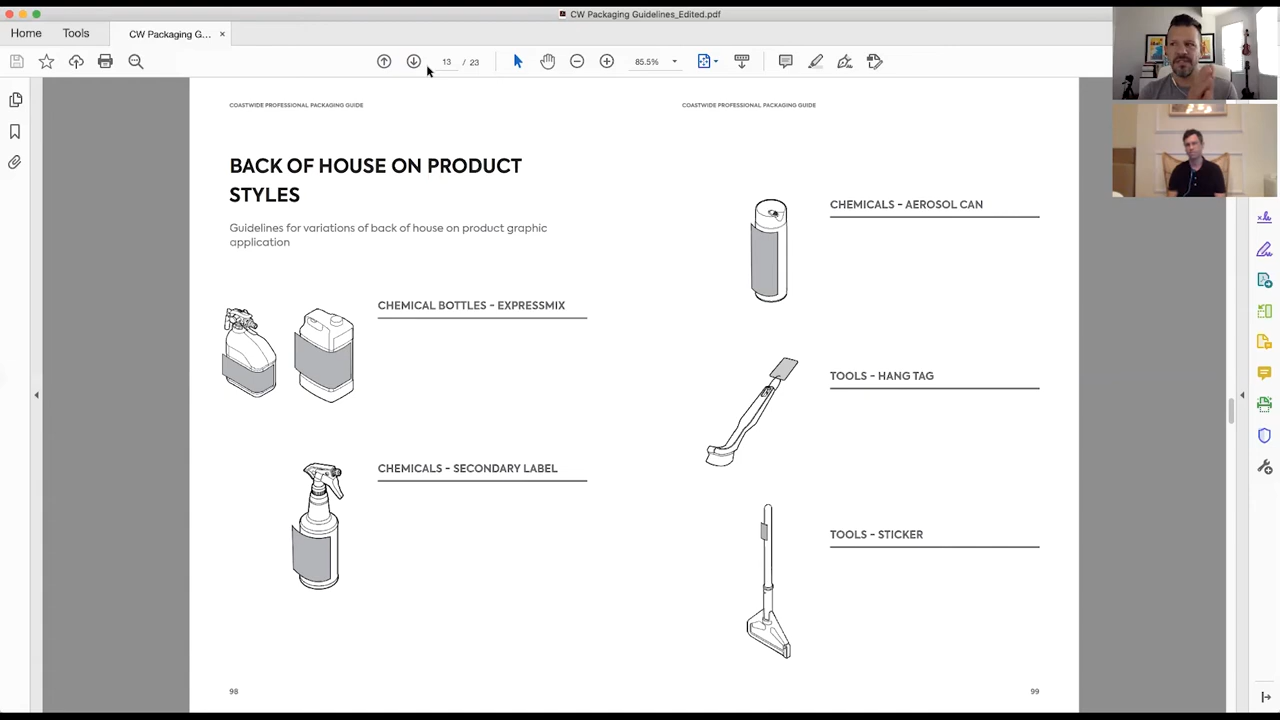 CW Packaging Guidelines_Edited.pdf
Home
Tools
CW Packaging G... ×
13 / 23
85.5%
COASTWIDE PROFESSIONAL PACKAGING GUIDE
BACK OF HOUSE ON PRODUCT
STYLES
Guidelines for variations of back of house on product graphic
application
CHEMICAL BOTTLES - EXPRESSMIX
CHEMICALS - SECONDARY LABEL
98
COASTWIDE PROFESSIONAL PACKAGING GUIDE
CHEMICALS - AEROSOL CAN
TOOLS - HANG TAG
TOOLS - STICKER
99